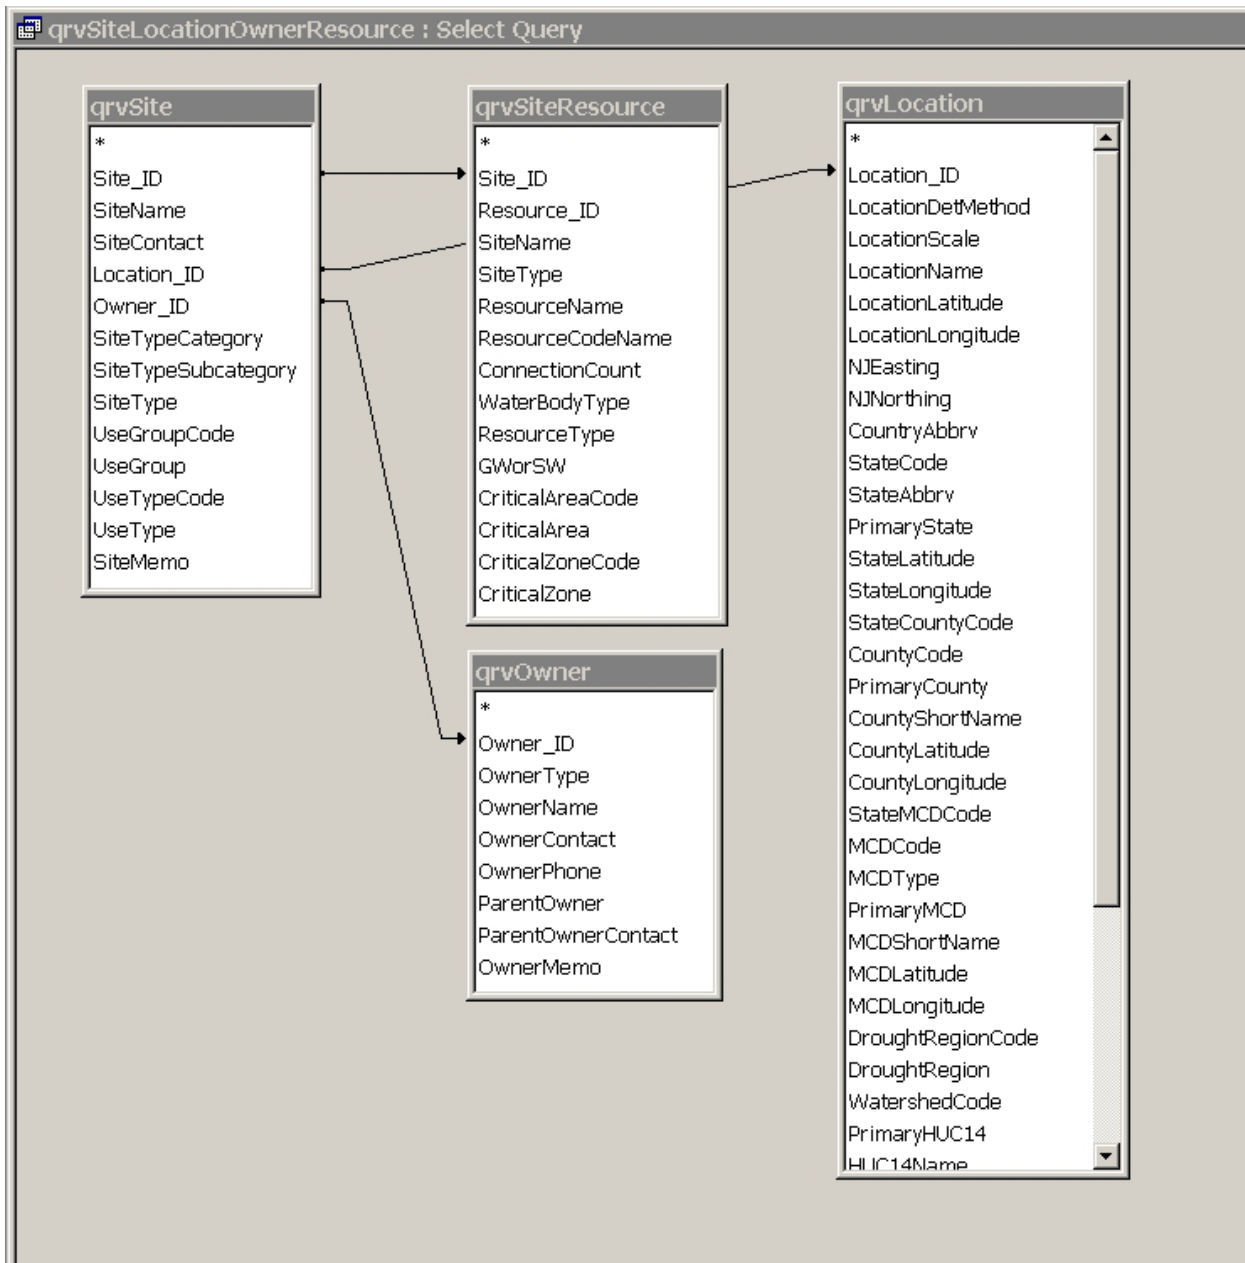 qrvSiteLocationOwnerResource : Select Query
qrvSite
*
Site_ID
SiteName
SiteContact
Location_ID
Owner_ID
SiteTypeCategory
SiteTypeSubcategory
SiteType
UseGroupCode
UseGroup
UseTypeCode
UseType
SiteMemo
qrvSiteResource
*
Site_ID
Resource_ID
SiteName
SiteType
ResourceName
ResourceCodeName
ConnectionCount
WaterBodyType
ResourceType
GWorSW
CriticalAreaCode
CriticalArea
CriticalZoneCode
CriticalZone
qrvOwner
*
Owner_ID
OwnerType
OwnerName
OwnerContact
OwnerPhone
ParentOwner
ParentOwnerContact
OwnerMemo
qrvLocation
*
Location_ID
LocationDetMethod
LocationScale
LocationName
LocationLatitude
LocationLongitude
NJEasting
NJNorthing
CountryAbbrv
StateCode
StateAbbrv
PrimaryState
StateLatitude
StateLongitude
StateCountyCode
CountyCode
PrimaryCounty
CountyShortName
CountyLatitude
CountyLongitude
StateMCDCode
MCDCode
MCDType
PrimaryMCD
MCDShortName
MCDLatitude
MCDLongitude
DroughtRegionCode
DroughtRegion
WatershedCode
PrimaryHUC14
HUC14Name